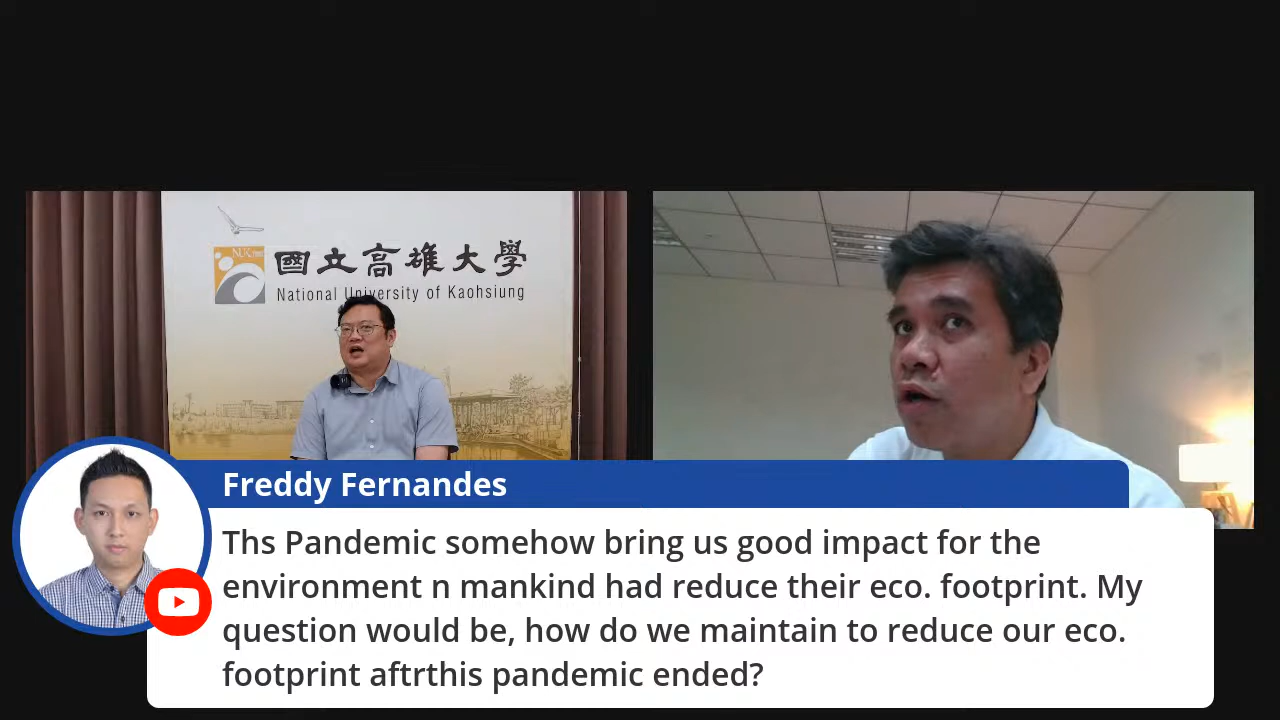 NUK
國立高雄大學
National University of Kaohsiung
Freddy Fernandes
Ths Pandemic somehow bring us good impact for the
environment n mankind had reduce their eco. footprint. My
question would be, how do we maintain to reduce our eco.
footprint aftrthis pandemic ended?